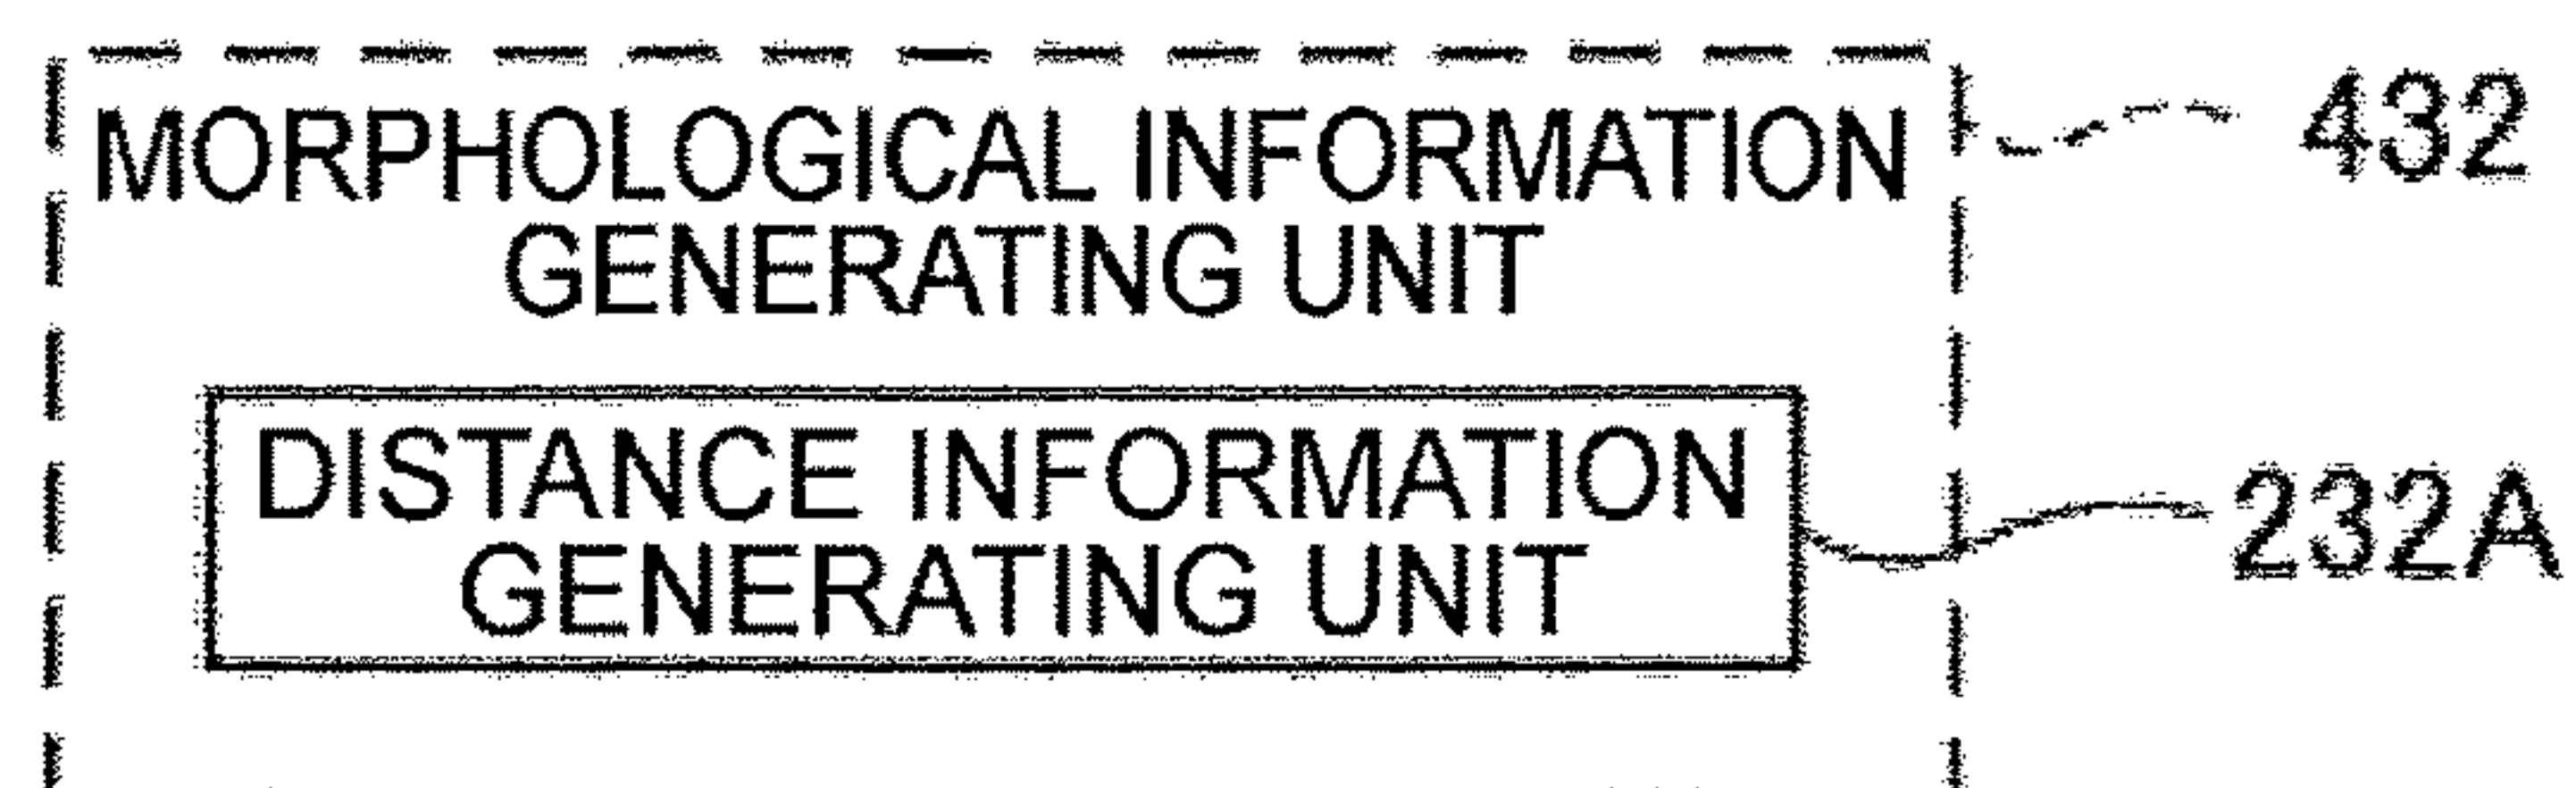 MORPHOLOGICAL INFORMATION
GENERATING UNIT
432
DISTANCE INFORMATION
GENERATING UNIT
232A